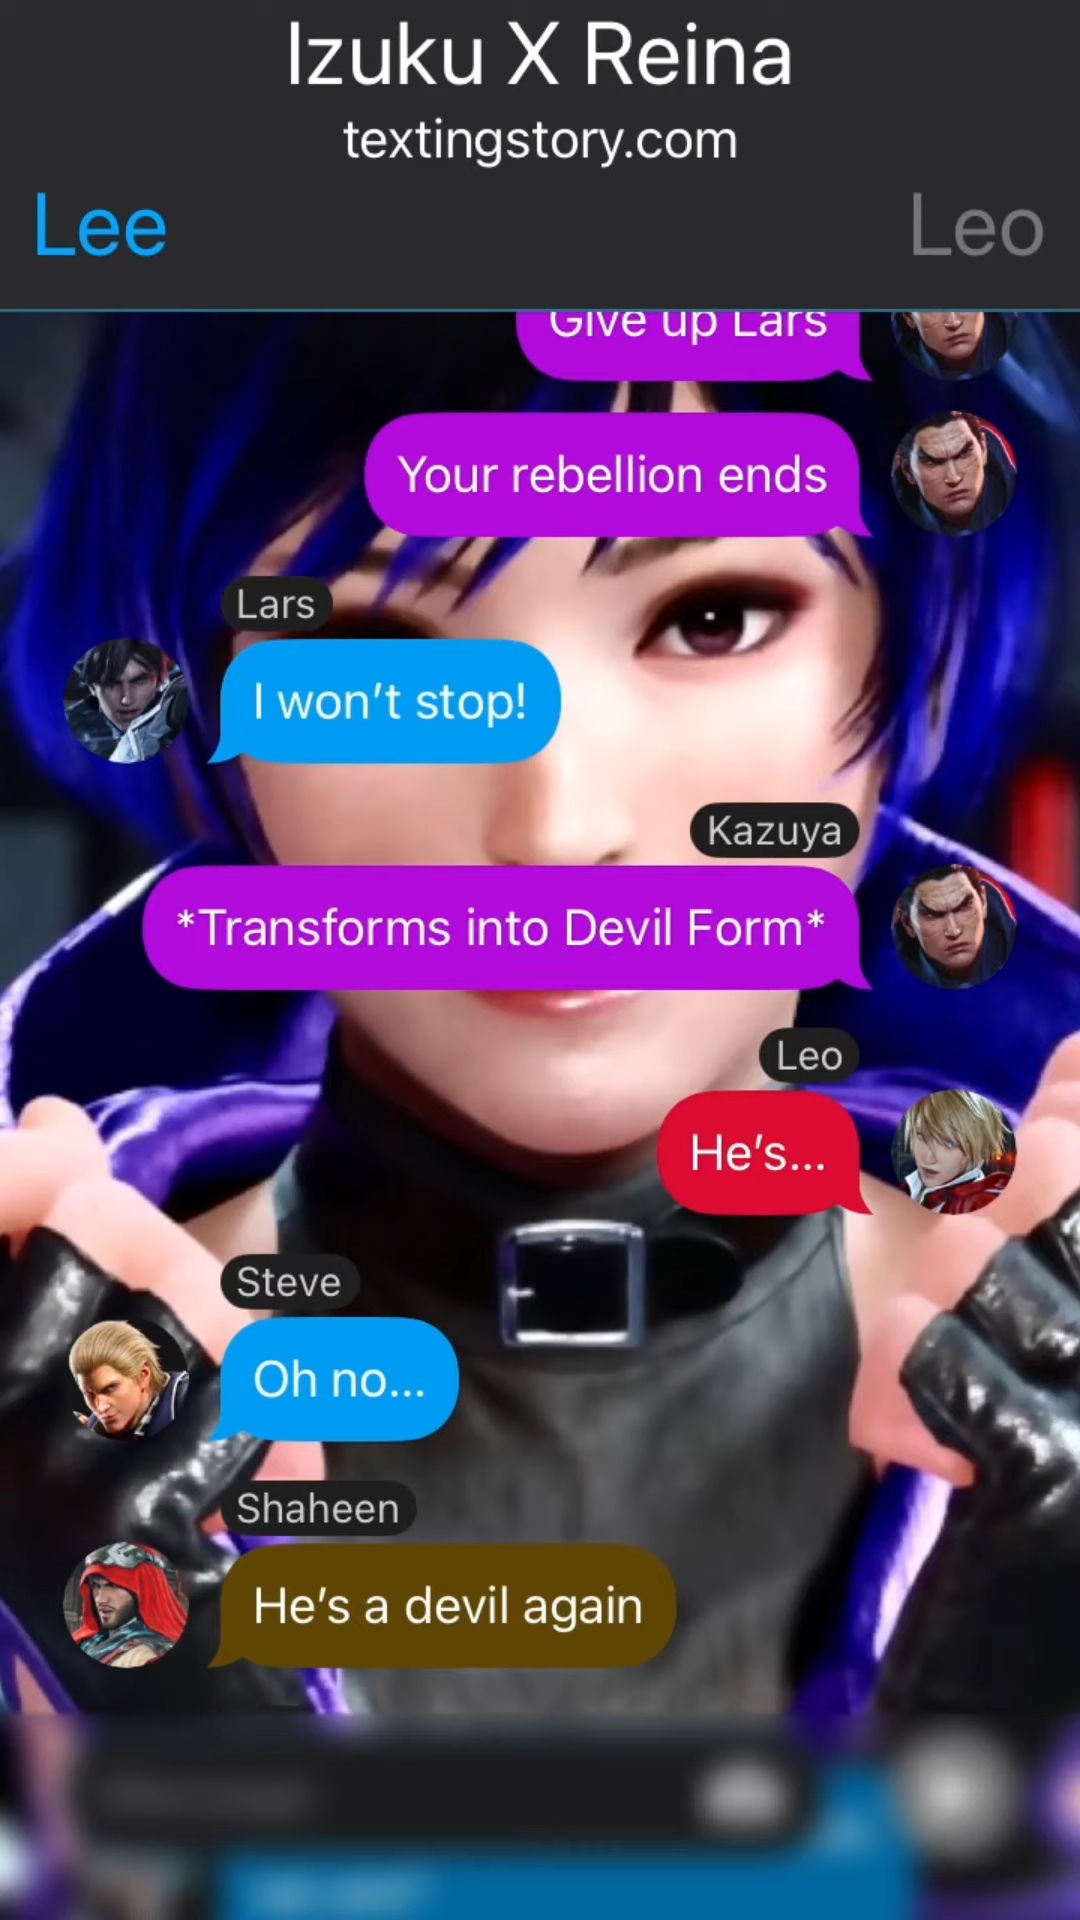 Izuku X Reina
textingstory.com
Lee
Leo
Give up Lars
Your rebellion ends
Lars
I won’t stop!
Kazuya
*Transforms into Devil Form*
Leo
He’s...
Steve
Oh no...
Shaheen
He’s a devil again